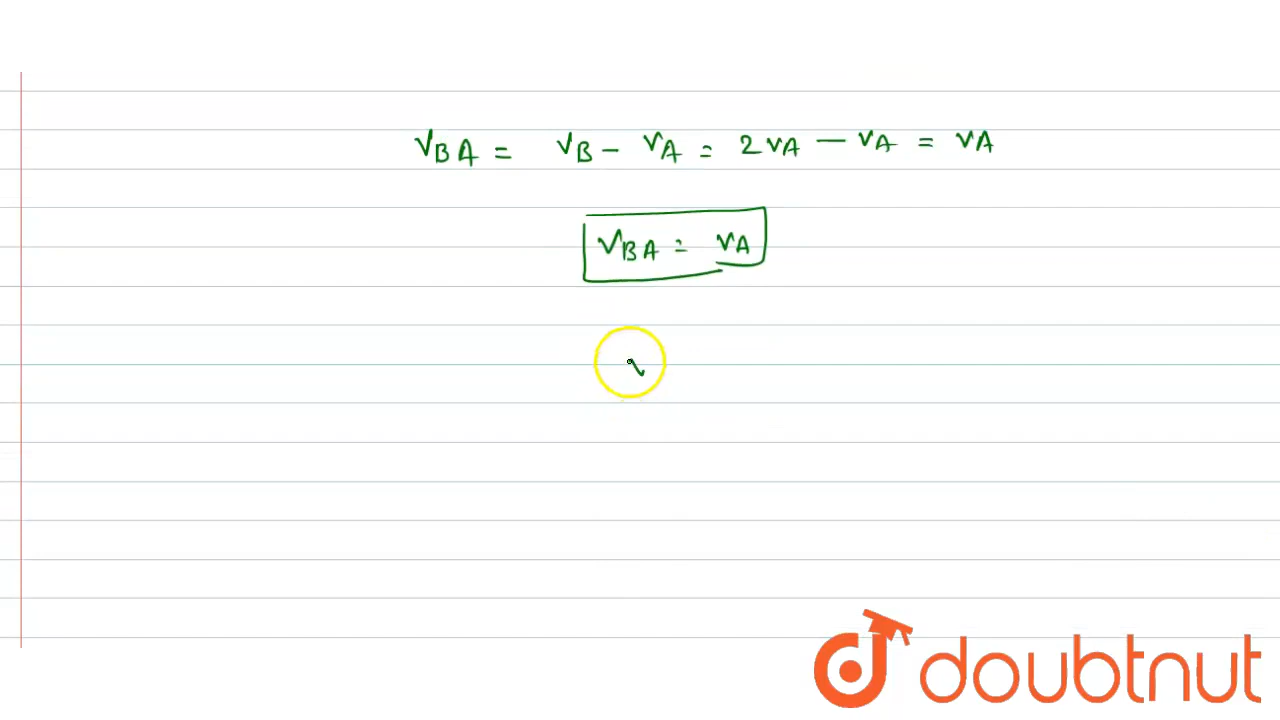 VBA = VB - VA = 2VA - VA = VA
VBA = VA
doubtnut